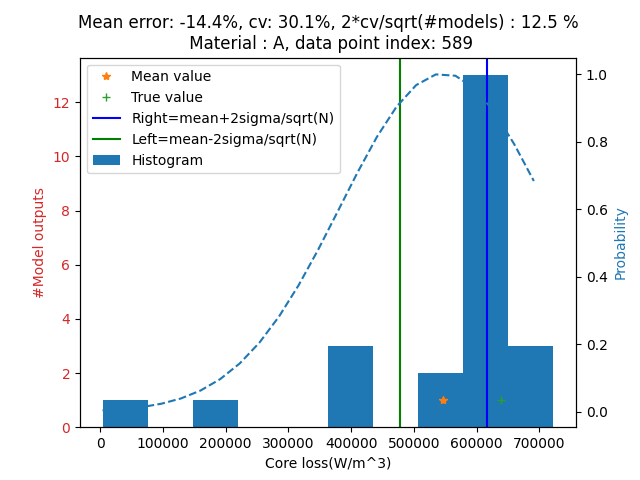 Mean error: -14.4%, cv: 30.1%, 2*cv/sqrt(#models) : 12.5 %
Material : A, data point index: 589
Mean value
True value
Right=mean+2sigma/sqrt(N)
Left=mean-2sigma/sqrt(N)
Histogram
#Model outputs
12
10
8
6
4
2
0
1.0
0.8
0.6
0.4
0.2
0.0
Probability
0 100000 200000 300000 400000 500000 600000 700000
Core loss(W/m^3)